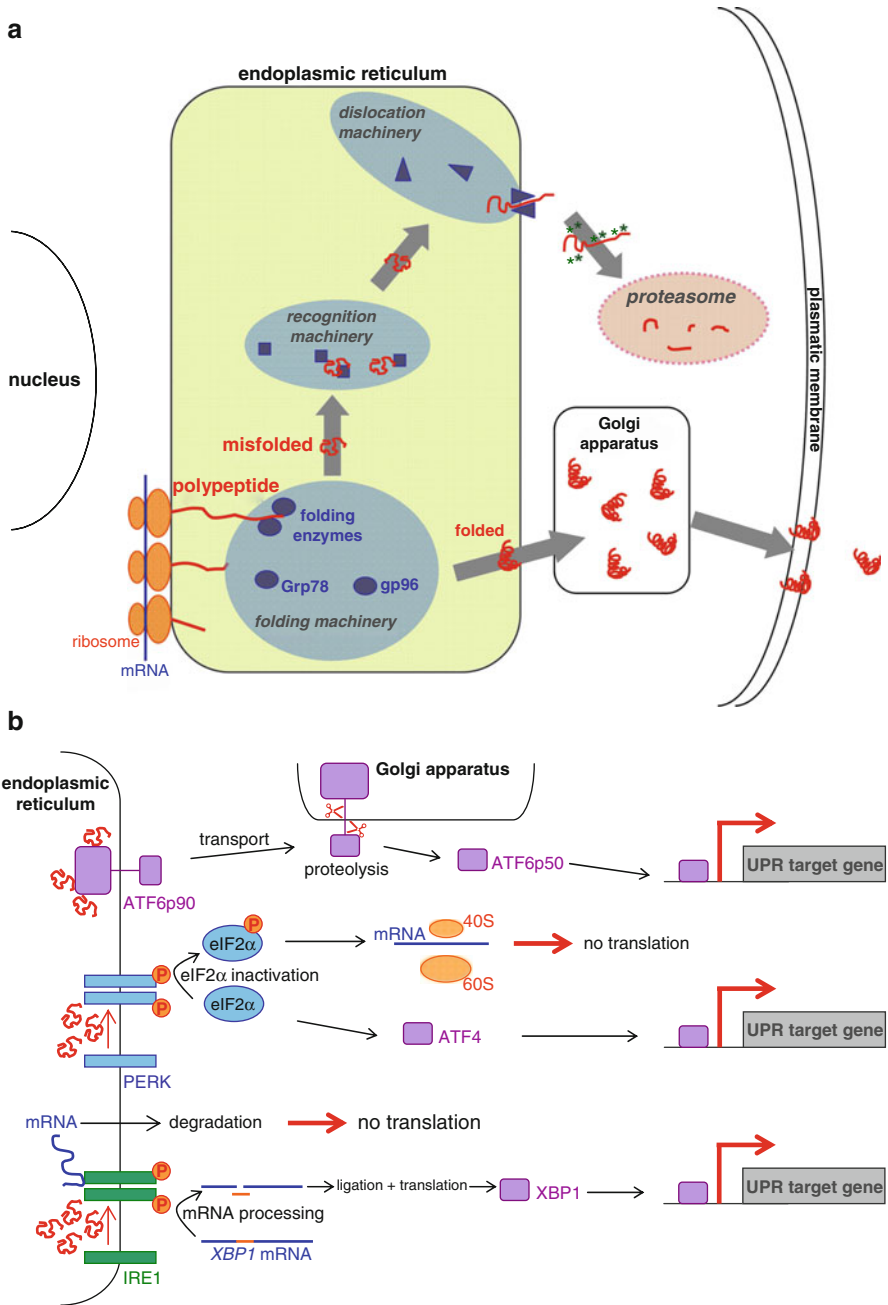 a
endoplasmic reticulum
dislocation
machinery
proteasome
plasmatic membrane
recognition
machinery
nucleus
misfolded
Golgi
apparatus
polypeptide
folding
enzymes
folded
Grp78
gp96
folding machinery
ribosome
mRNA
b
endoplasmic
reticulum
Golgi apparatus
transport
proteolysis
ATF6p50
UPR target gene
ATF6p90
P
eIF2α
mRNA
40S
no translation
60S
eIF2α inactivation
P
P
eIF2α
ATF4
UPR target gene
PERK
mRNA
degradation
no translation
P
P
ligation + translation
XBP1
UPR target gene
mRNA processing
XBP1 mRNA
IRE1